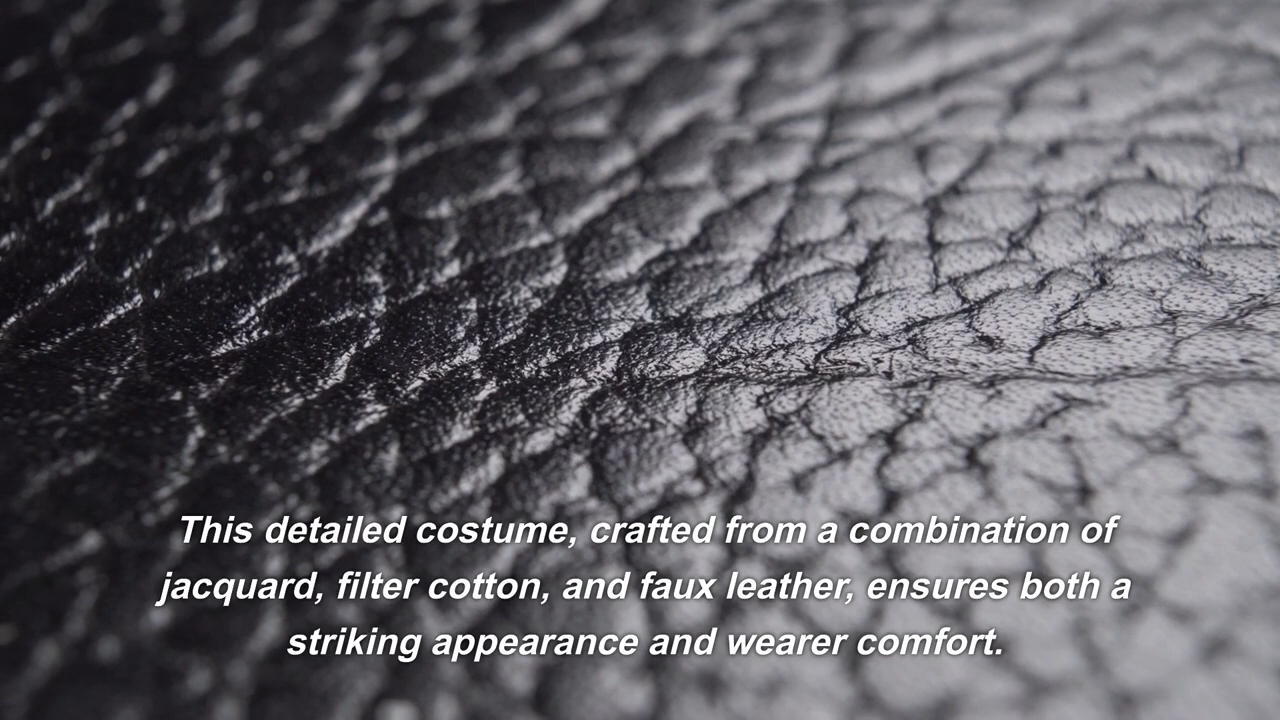 This detailed costume, crafted from a combination of
jacquard, filter cotton, and faux leather, ensures both a
striking appearance and wearer comfort.